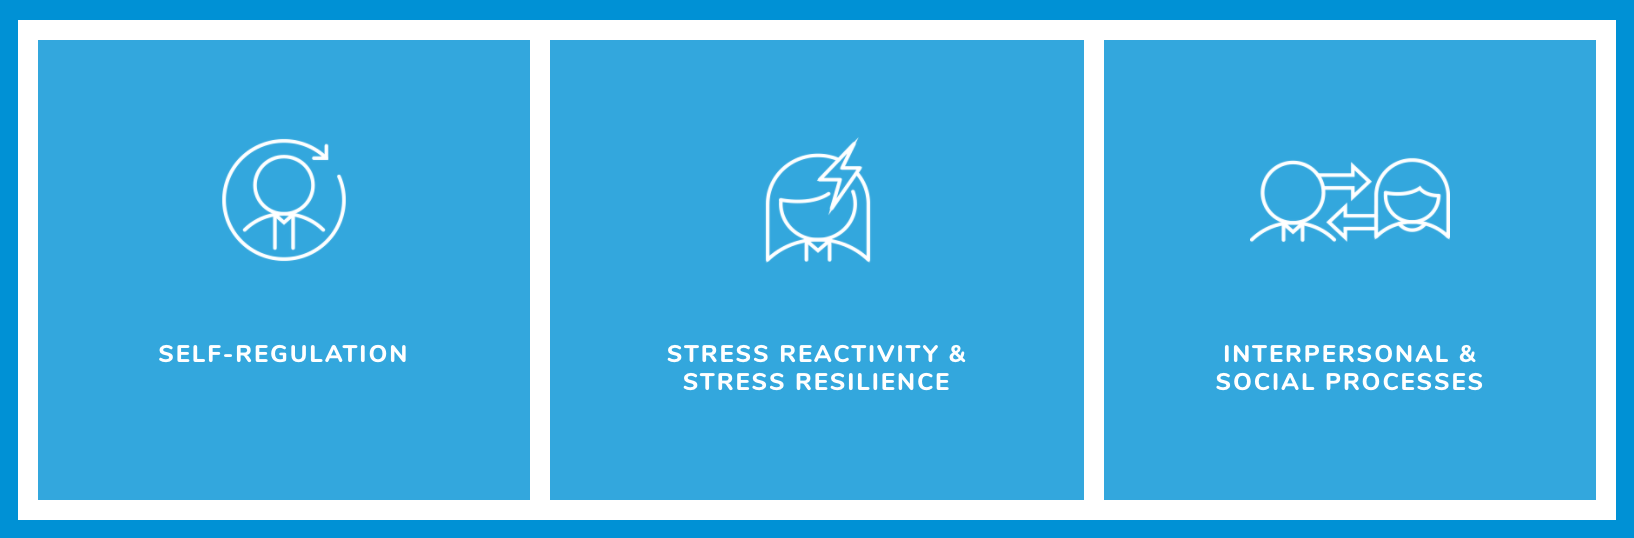 SELF-REGULATION
STRESS REACTIVITY &
STRESS RESILIENCE
INTERPERSONAL &
SOCIAL PROCESSES